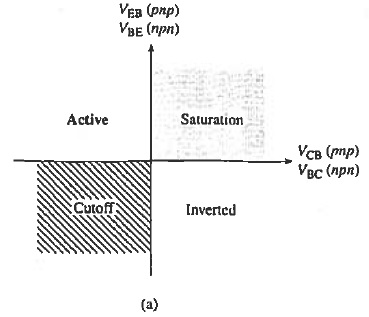 VEB (pnp)
VBE (npn)
Active
Saturation
VCB (pnp)
VBC (npn)
Cutoff
Inverted
(a)